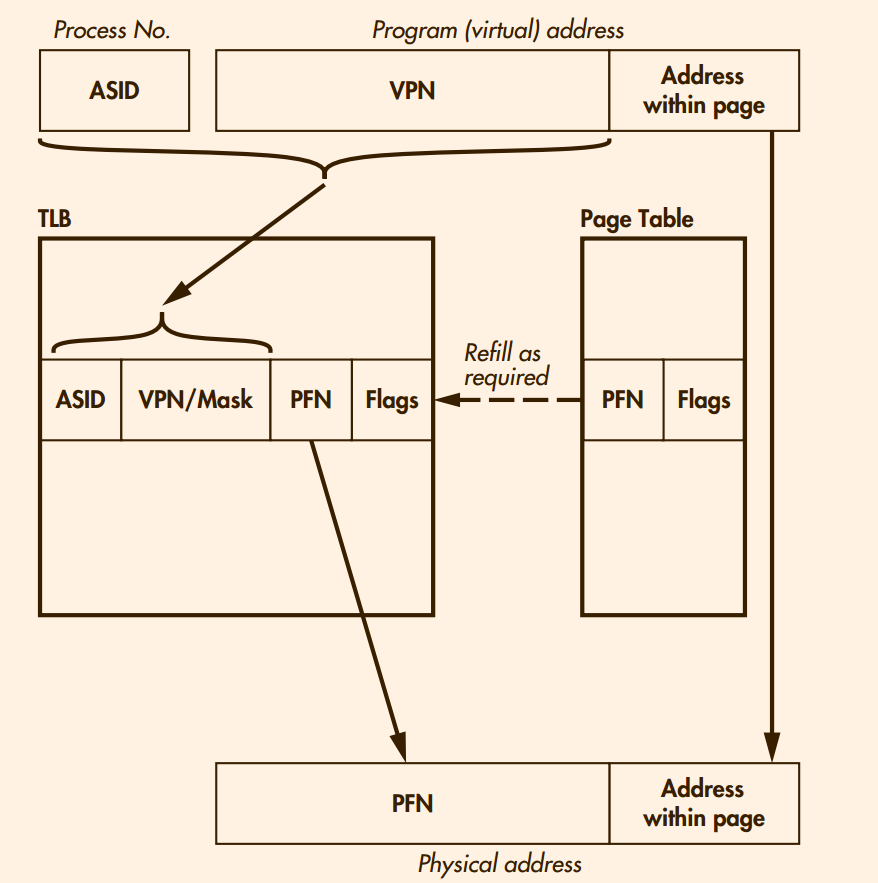 Process No.
Program (virtual) address
ASID
VPN
Address
within page
TLB
Page Table
Refill as
required
ASID
VPN/Mask
PFN
Flags
PFN
Flags
PFN
Address
within page
Physical address